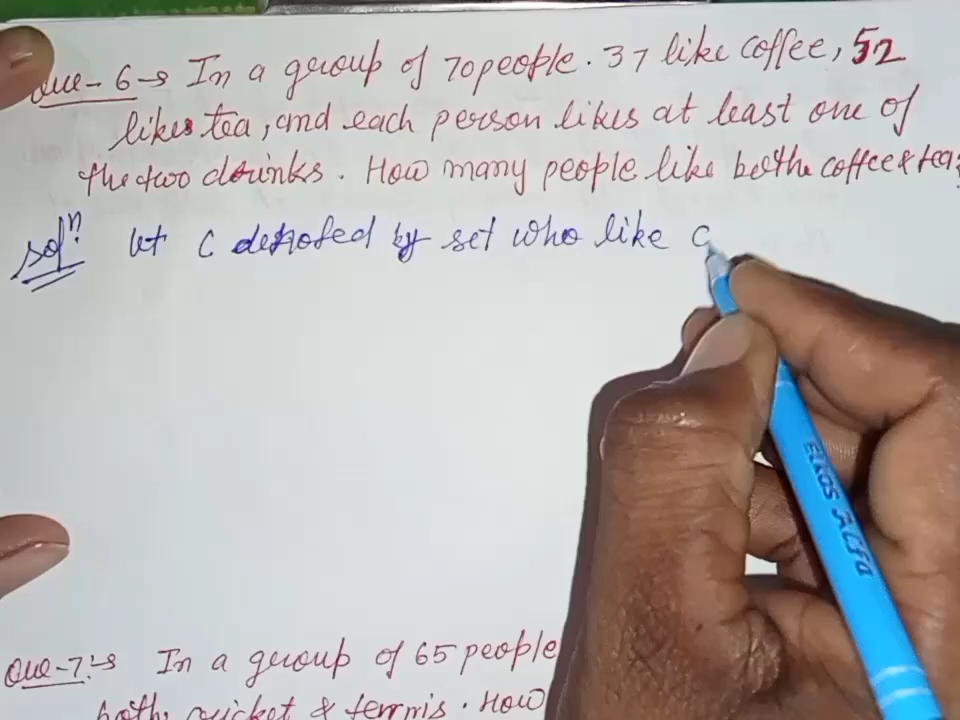 Que-6→ In a group of 70 people. 37 like coffee, 52
likes tea, and each person likes at least one of
the two drinks. How many people like both coffee & tea?
Solⁿ: let C denoted by set who like c
Que-7:→ In a group of 65 people
both cricket & tennis. How
ELKOS Alfa